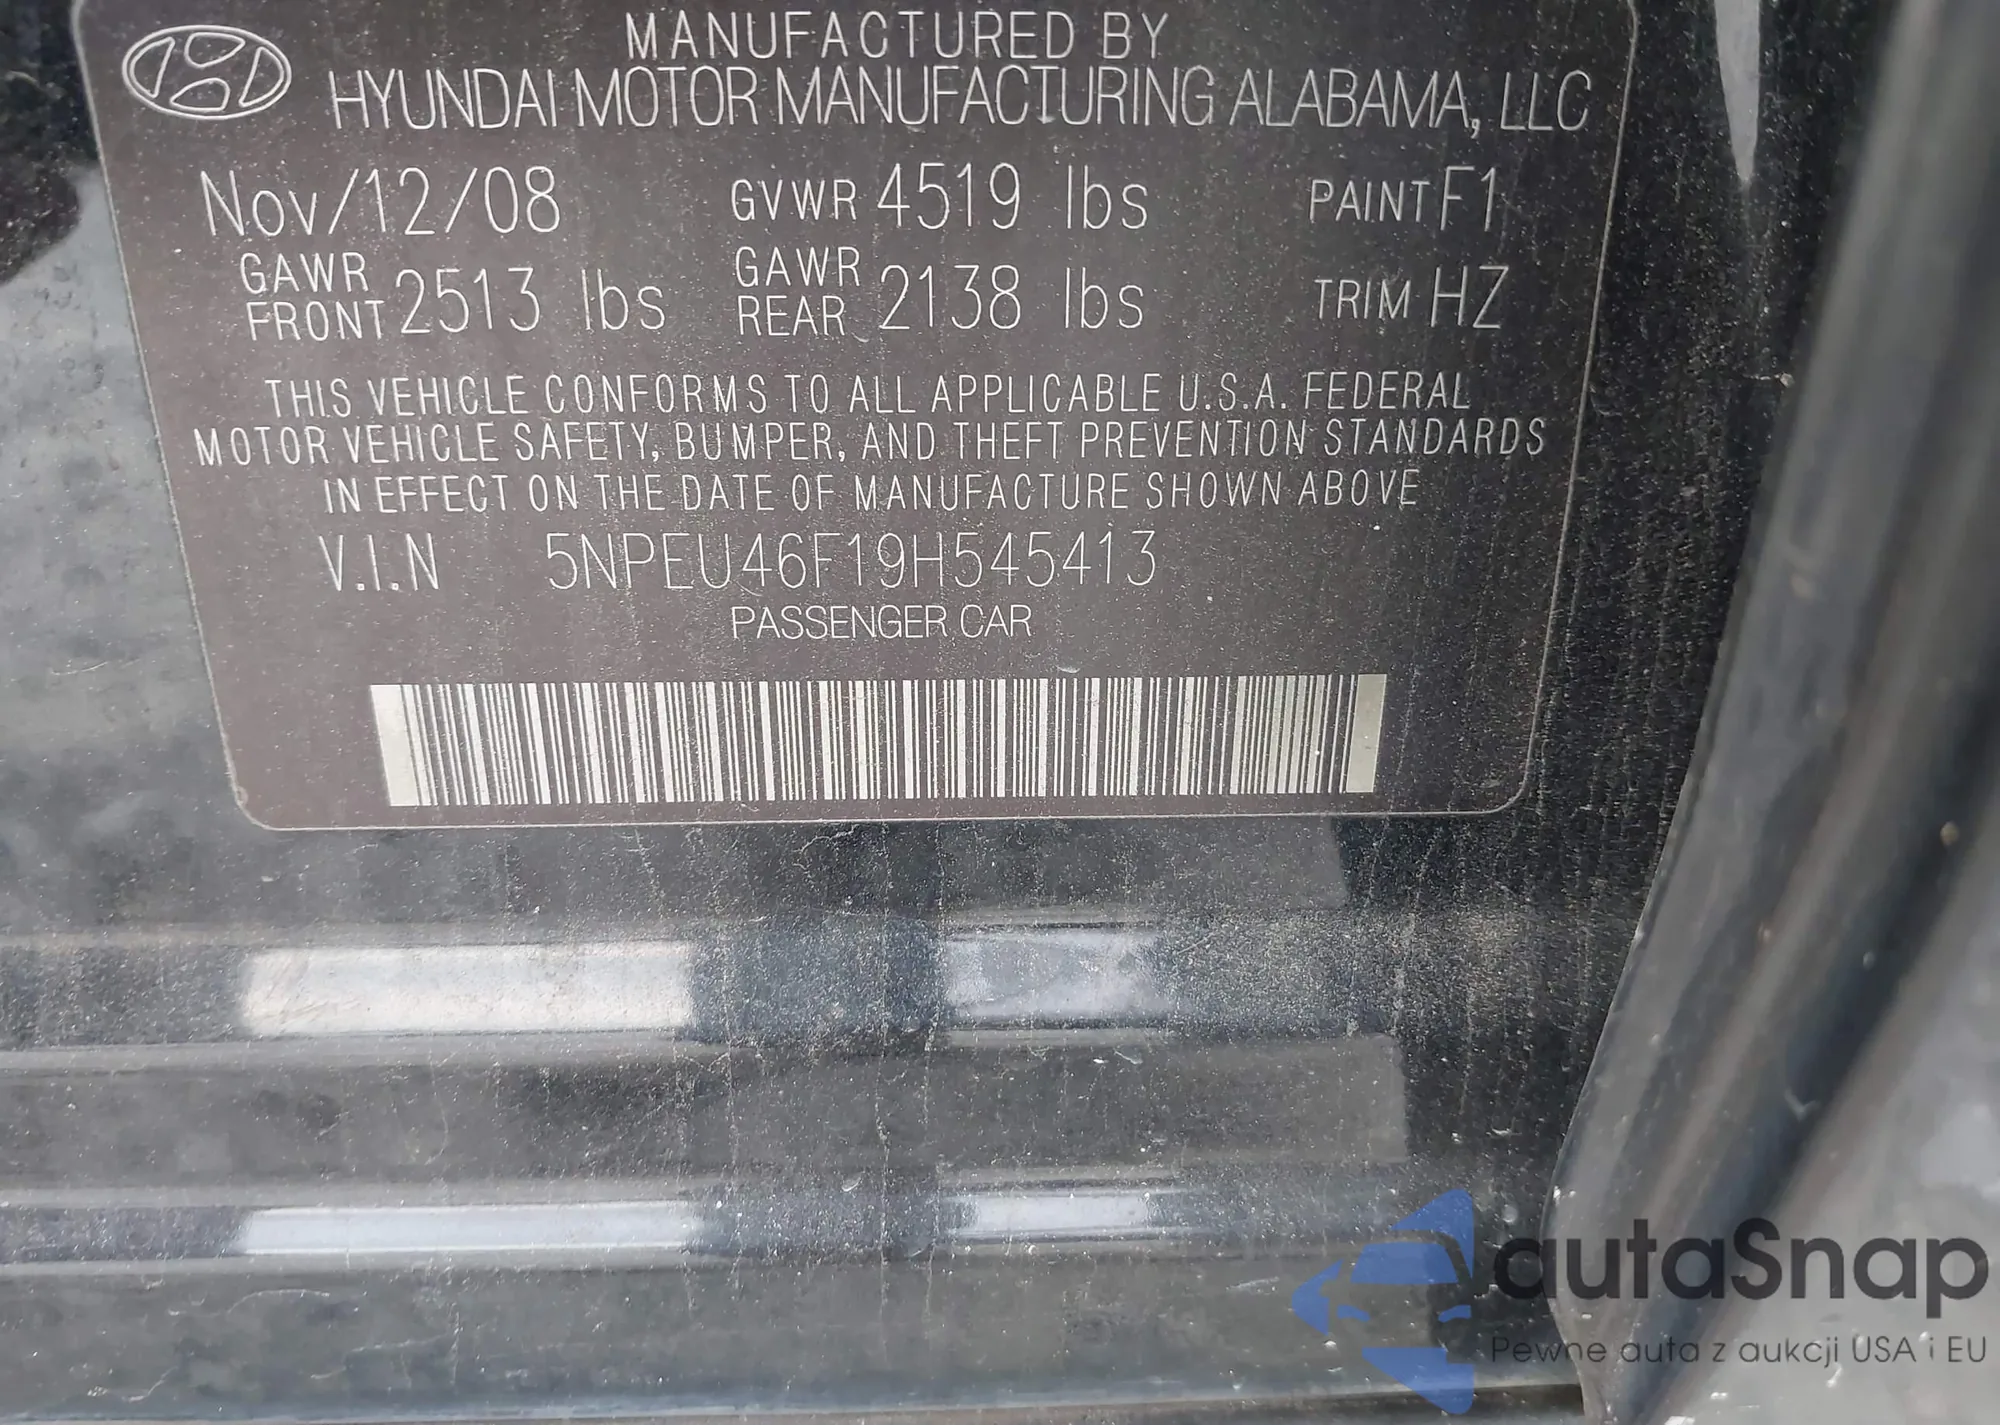 MANUFACTURED BY
HYUNDAI MOTOR MANUFACTURING ALABAMA, LLC
Nov/12/08 GVWR 4519 lbs PAINT F1
GAWR FRONT 2513 lbs GAWR REAR 2138 lbs TRIM HZ
THIS VEHICLE CONFORMS TO ALL APPLICABLE U.S.A. FEDERAL
MOTOR VEHICLE SAFETY, BUMPER, AND THEFT PREVENTION STANDARDS
IN EFFECT ON THE DATE OF MANUFACTURE SHOWN ABOVE
V.I.N 5NPEU46F19H545413
PASSENGER CAR
autaSnap
Pewne auta z aukcji USA i EU